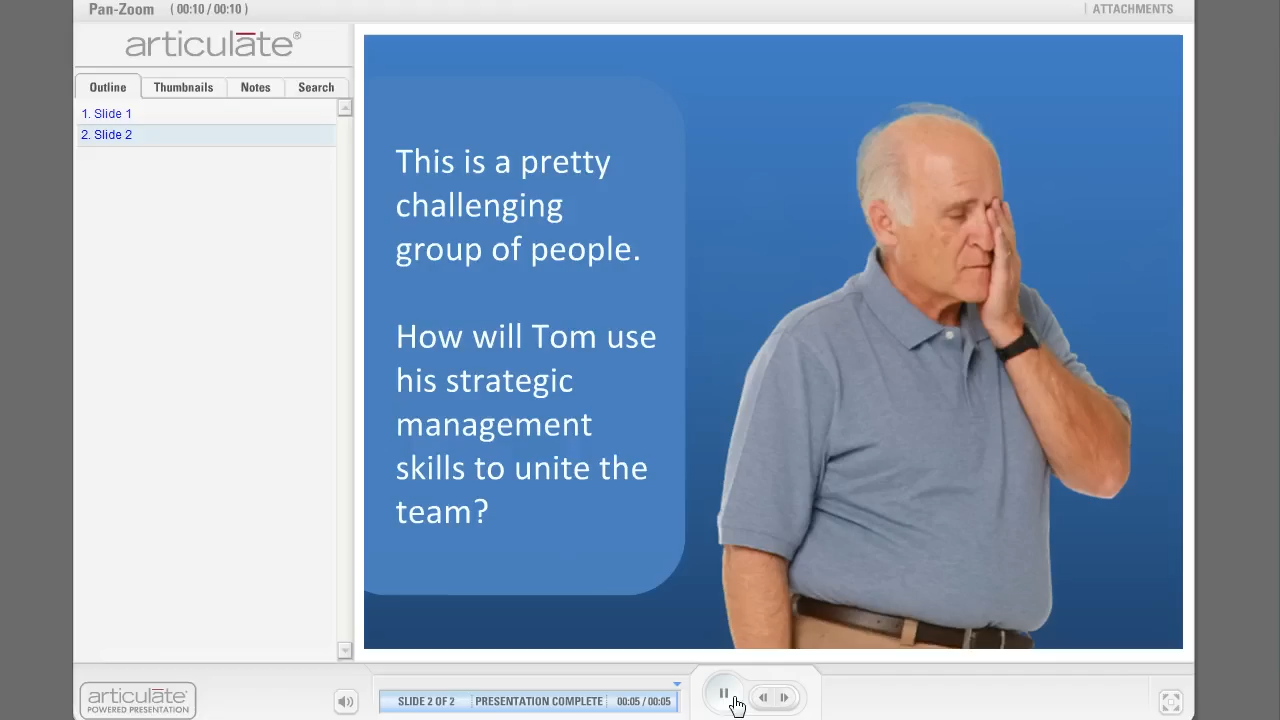 Pan-Zoom ( 00:10 / 00:10 )
ATTACHMENTS
articulate®
Outline Thumbnails Notes Search
1. Slide 1
2. Slide 2
This is a pretty
challenging
group of people.
How will Tom use
his strategic
management
skills to unite the
team?
articulate®
POWERED PRESENTATION
SLIDE 2 OF 2 PRESENTATION COMPLETE 00:05 / 00:05